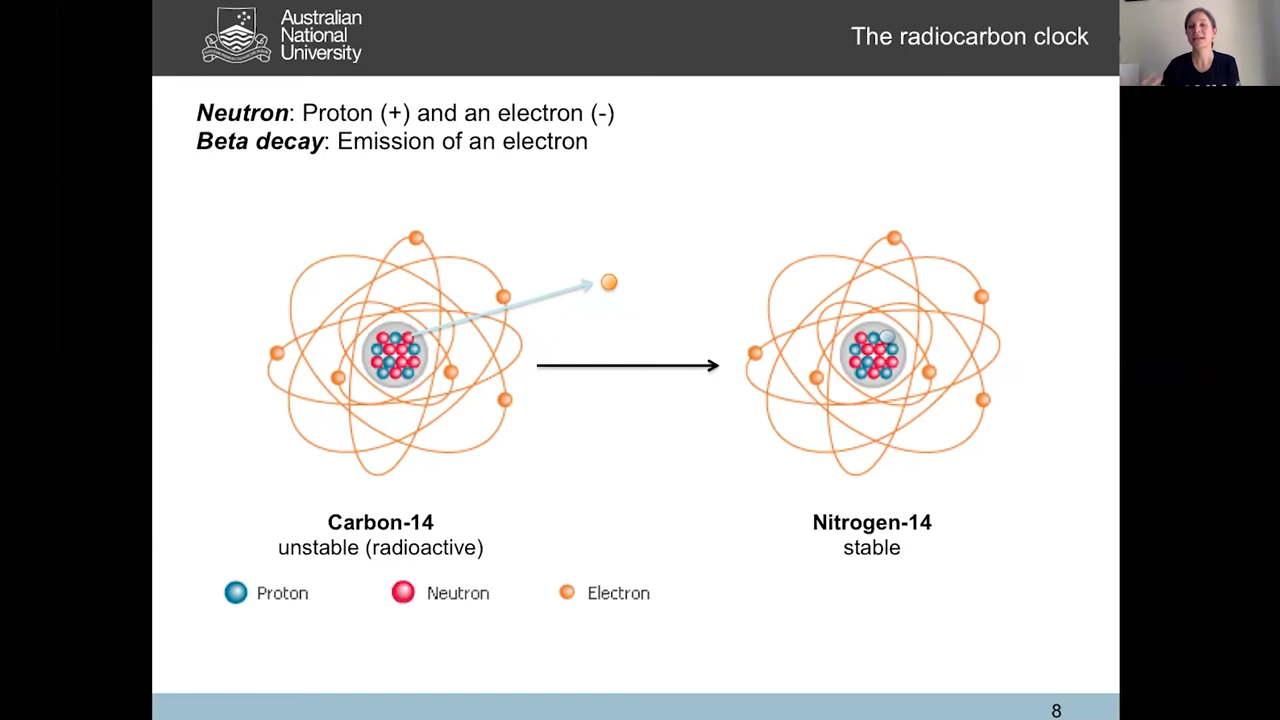 Australian
National
University
The radiocarbon clock
Neutron: Proton (+) and an electron (-)
Beta decay: Emission of an electron
Carbon-14
unstable (radioactive)
Nitrogen-14
stable
Proton
Neutron
Electron
8